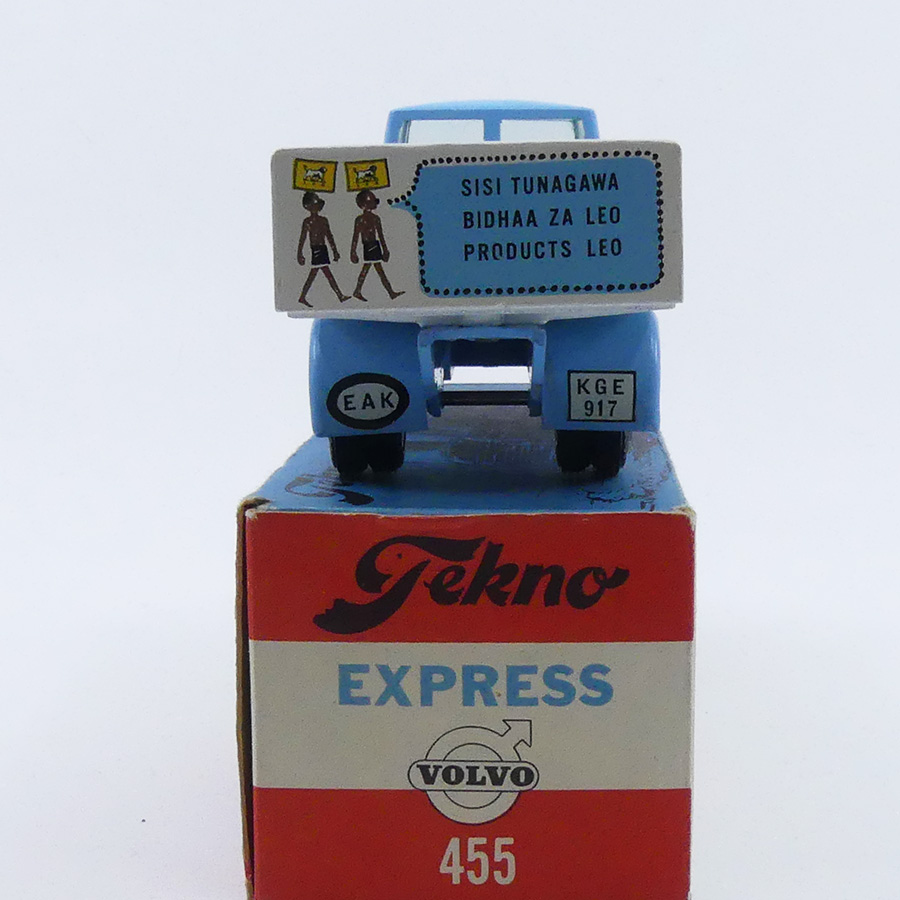 SISI TUNAGAWA
BIDHAA ZA LEO
PRODUCTS LEO
EAK
KGE
917
Tekno
EXPRESS
VOLVO
455